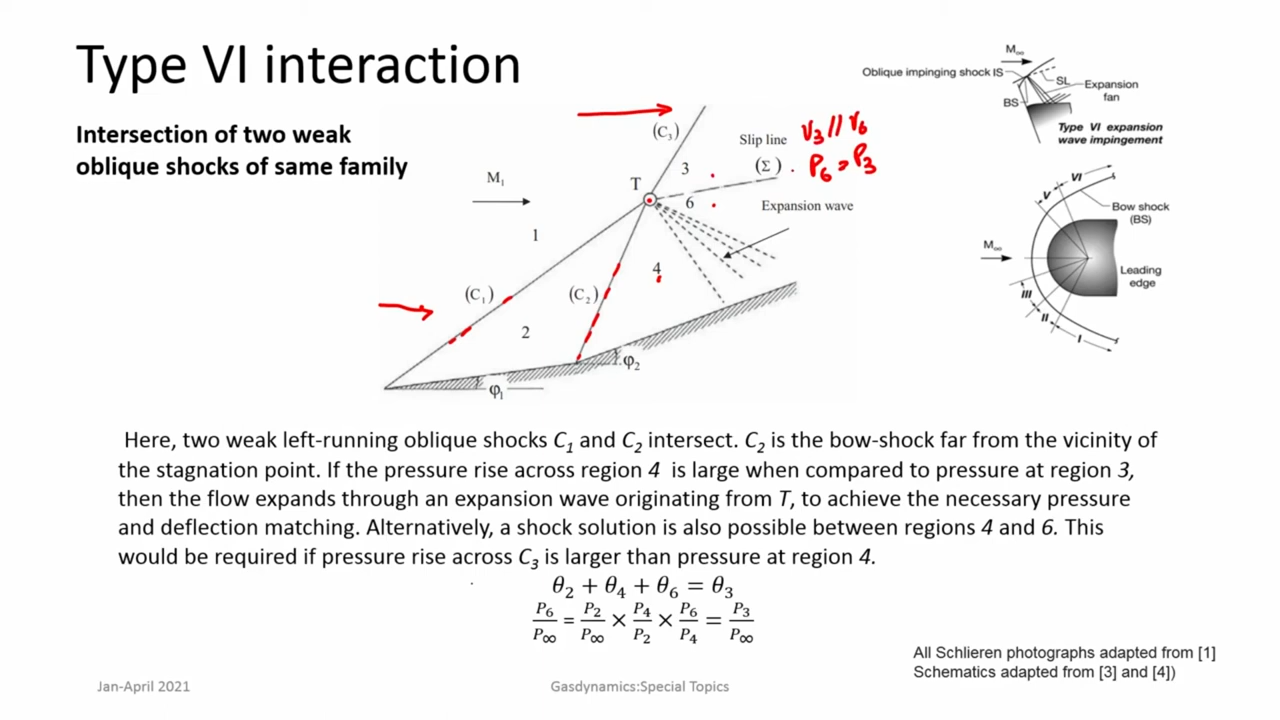 Type VI interaction
Intersection of two weak
oblique shocks of same family
M1
1
(C1)
2
(C2)
φ1
φ2
4
T
(C3)
3
6
Slip line
(Σ)
Expansion wave
V3 // V6
P6 = P3
M∞
Oblique impinging shock IS
SL
Expansion
fan
BS
Type VI expansion
wave impingement
VI
V
Bow shock
(BS)
M∞
Leading
edge
III
II
I
Here, two weak left-running oblique shocks C1 and C2 intersect. C2 is the bow-shock far from the vicinity of
the stagnation point. If the pressure rise across region 4 is large when compared to pressure at region 3,
then the flow expands through an expansion wave originating from T, to achieve the necessary pressure
and deflection matching. Alternatively, a shock solution is also possible between regions 4 and 6. This
would be required if pressure rise across C3 is larger than pressure at region 4.
θ2 + θ4 + θ6 = θ3
P6/P∞ = P2/P∞ × P4/P2 × P6/P4 = P3/P∞
All Schlieren photographs adapted from [1]
Schematics adapted from [3] and [4])
Jan-April 2021
Gasdynamics:Special Topics